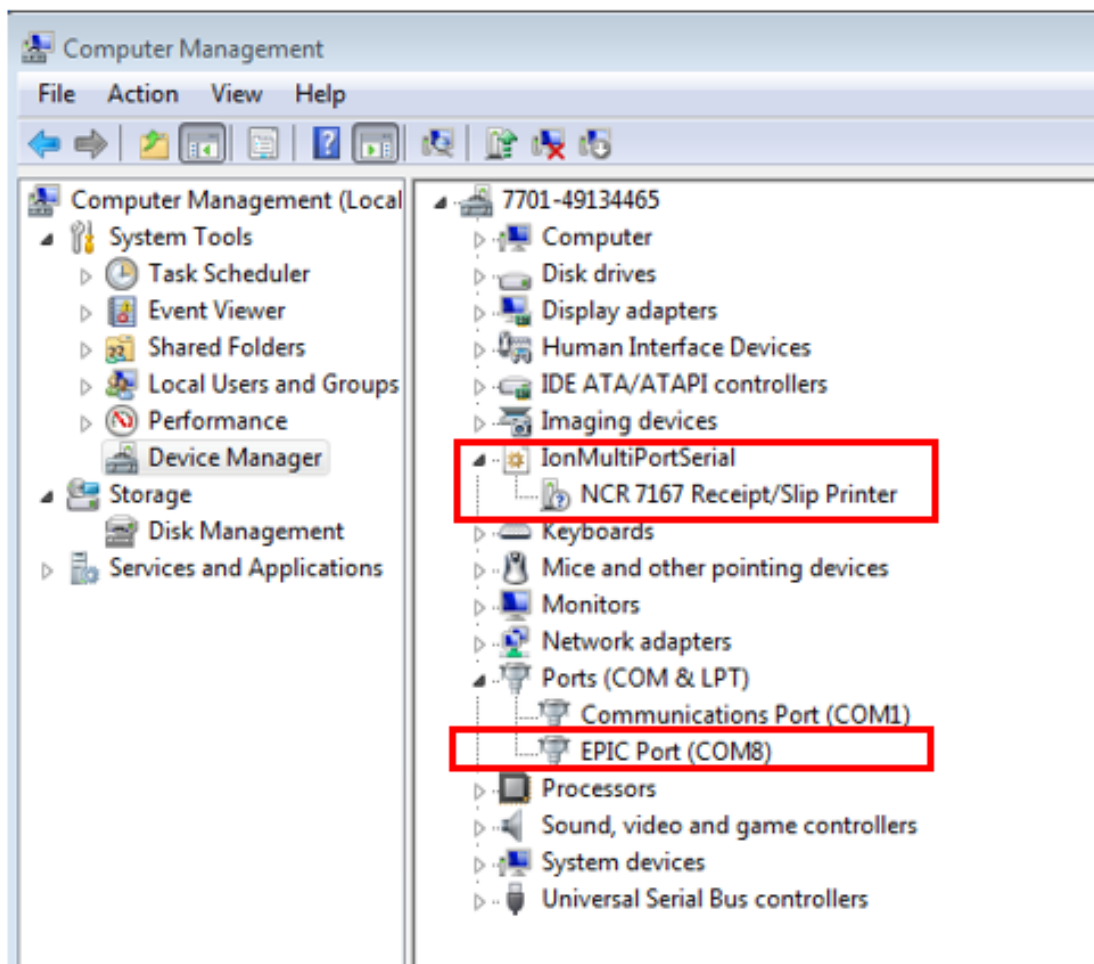 Computer Management
File Action View Help
Computer Management (Local
System Tools
Task Scheduler
Event Viewer
Shared Folders
Local Users and Groups
Performance
Device Manager
Storage
Disk Management
Services and Applications
7701-49134465
Computer
Disk drives
Display adapters
Human Interface Devices
IDE ATA/ATAPI controllers
Imaging devices
IonMultiPortSerial
NCR 7167 Receipt/Slip Printer
Keyboards
Mice and other pointing devices
Monitors
Network adapters
Ports (COM & LPT)
Communications Port (COM1)
EPIC Port (COM8)
Processors
Sound, video and game controllers
System devices
Universal Serial Bus controllers